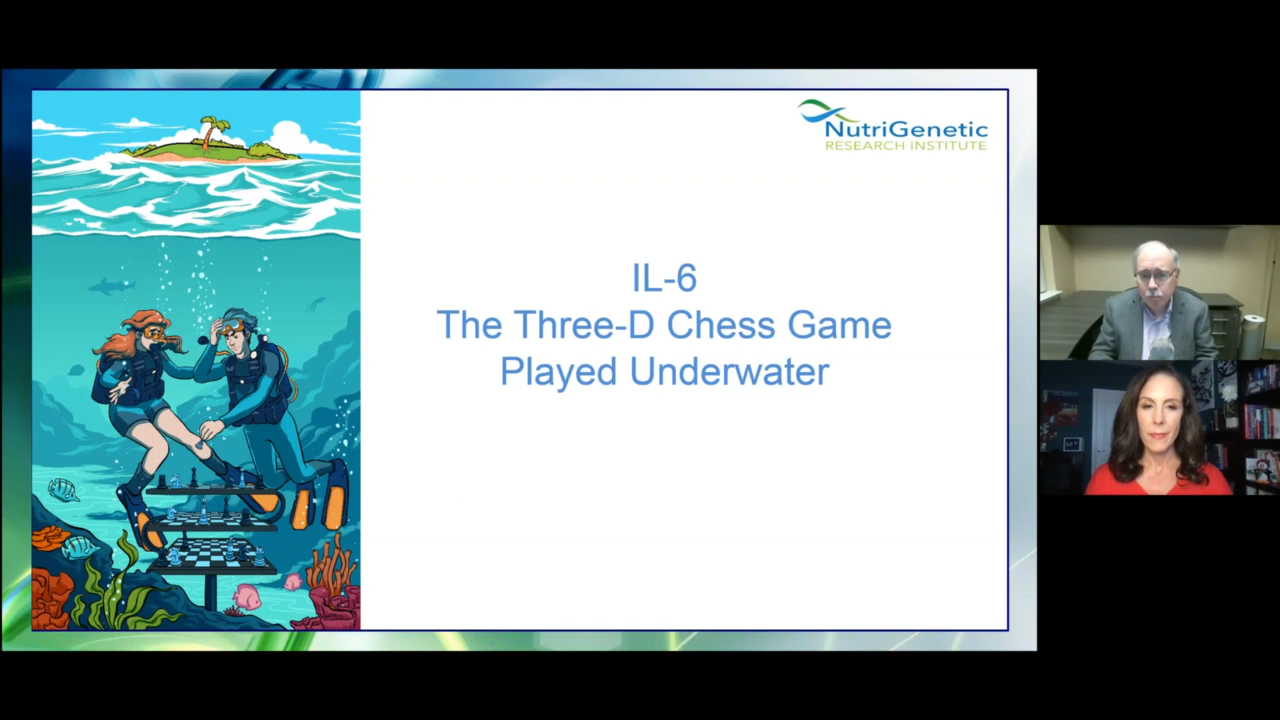 NutriGenetic
RESEARCH INSTITUTE
IL-6
The Three-D Chess Game
Played Underwater